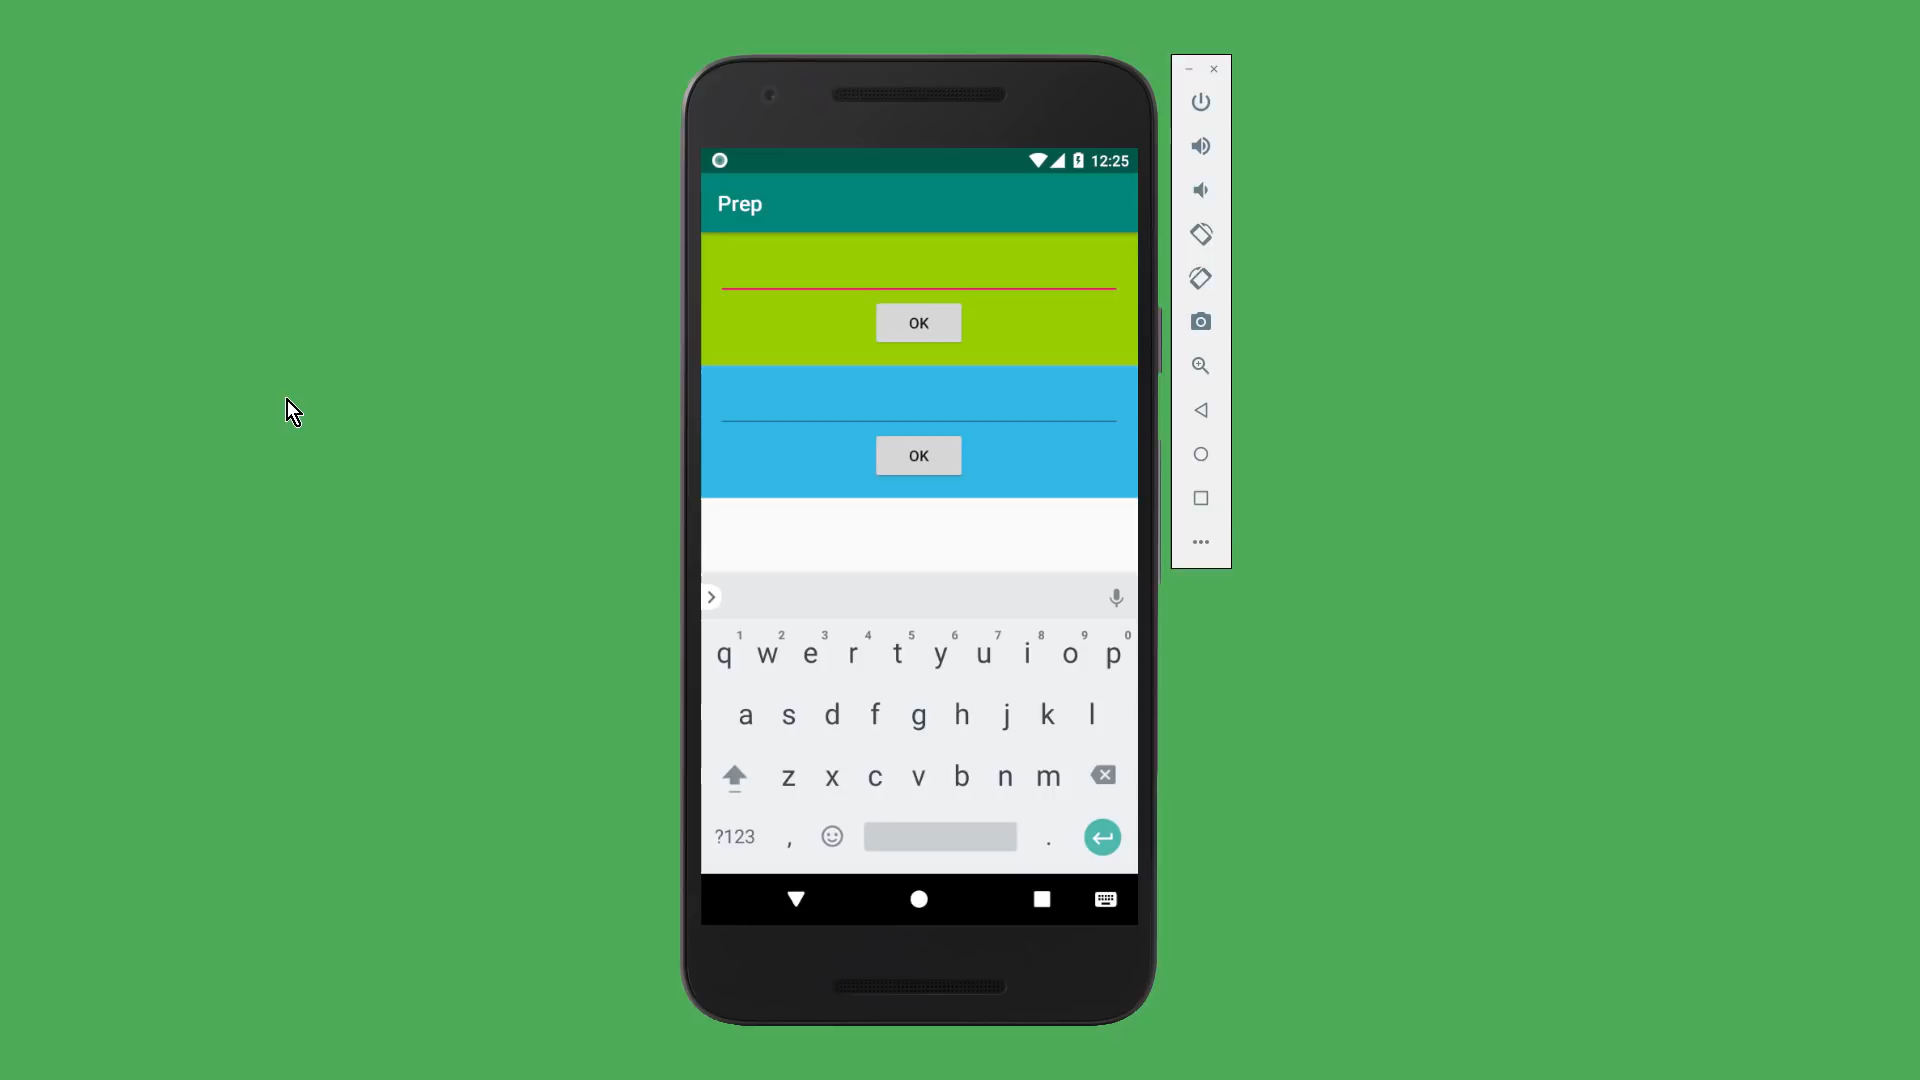 12:25
Prep
OK
OK
1 2 3 4 5 6 7 8 9 0
q w e r t y u i o p
a s d f g h j k l
z x c v b n m
?123 , .